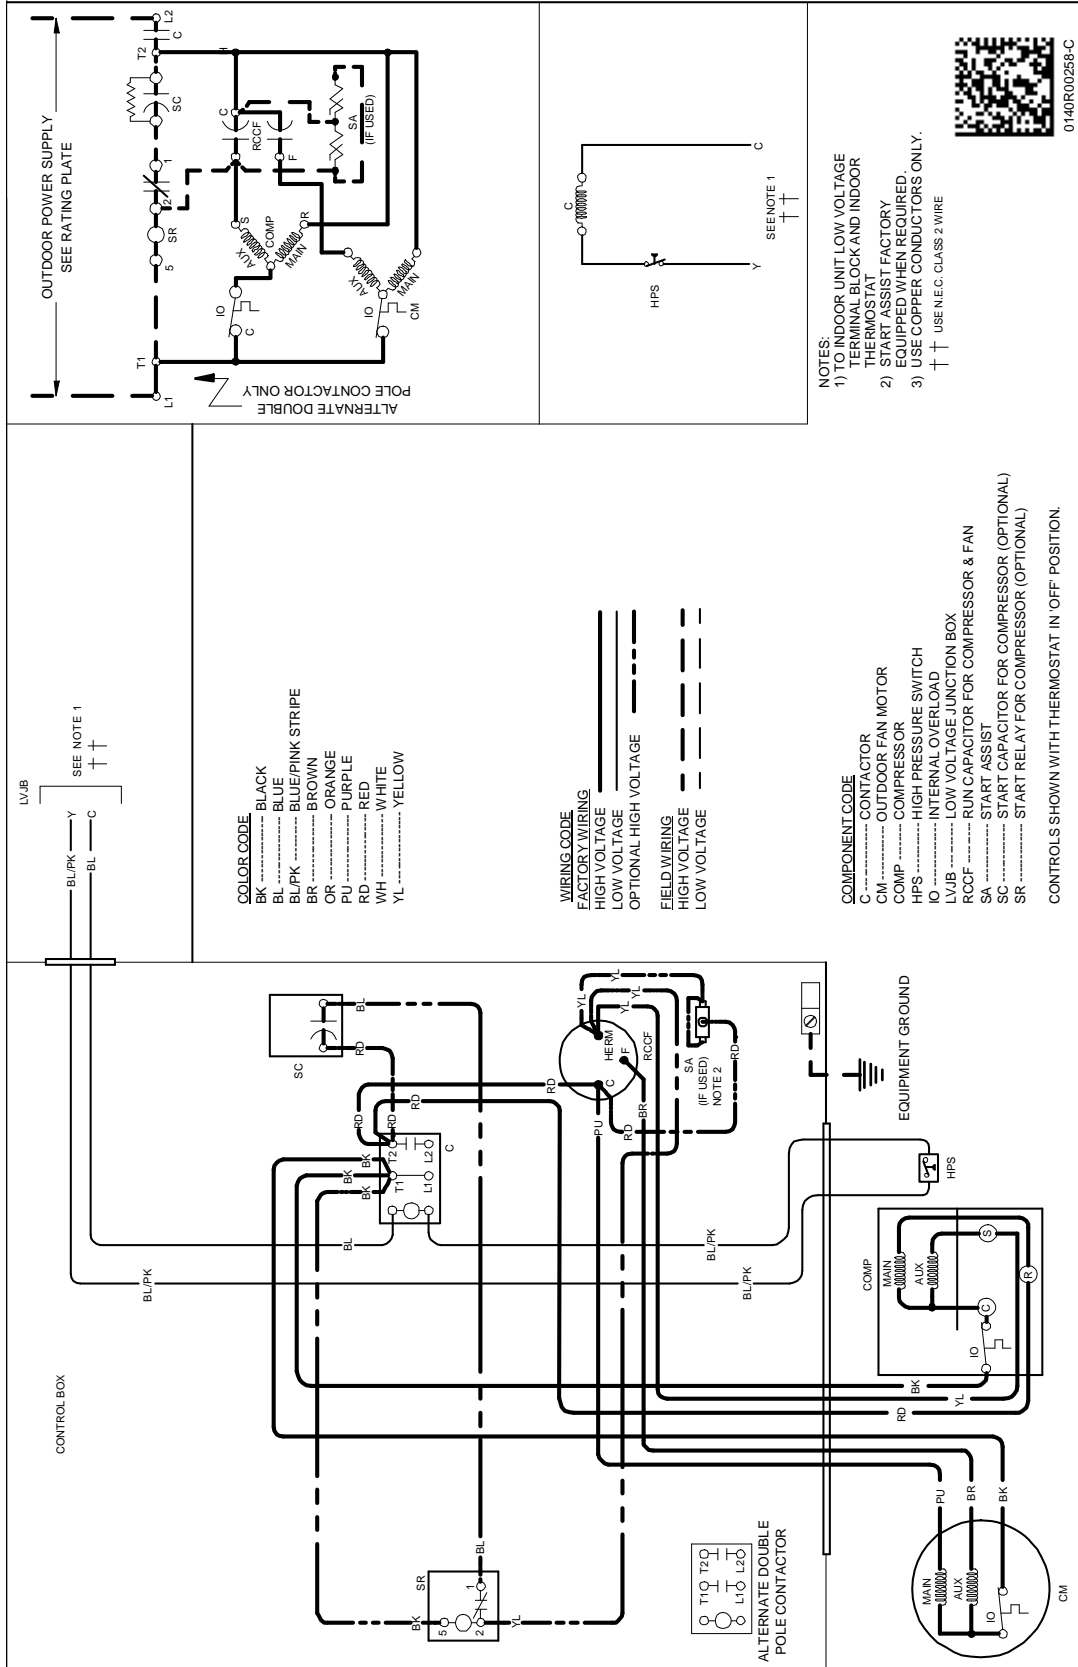 OUTDOOR POWER SUPPLY
SEE RATING PLATE
L1
T1
5
SR
2
1
SC
T2
C
L2
ALTERNATE DOUBLE
POLE CONTACTOR ONLY
IO
C
AUX
MAIN
S
COMP
R
RCCF
C
F
H
SA
(IF USED)
IO
CM
AUX
MAIN
C
HPS
Y
C
SEE NOTE 1
†† USE N.E.C. CLASS 2 WIRE
NOTES:
1) TO INDOOR UNIT LOW VOLTAGE
TERMINAL BLOCK AND INDOOR
THERMOSTAT
2) START ASSIST FACTORY
EQUIPPED WHEN REQUIRED.
3) USE COPPER CONDUCTORS ONLY.
0140R00258-C
LVJB
SEE NOTE 1
††
BL/PK
Y
BL
C
COLOR CODE
BK ---------- BLACK
BL ---------- BLUE
BL/PK ---------- BLUE/PINK STRIPE
BR ---------- BROWN
OR ---------- ORANGE
PU ---------- PURPLE
RD ---------- RED
WH ---------- WHITE
YL ---------- YELLOW
WIRING CODE
FACTORY WIRING
HIGH VOLTAGE
LOW VOLTAGE
OPTIONAL HIGH VOLTAGE
FIELD WIRING
HIGH VOLTAGE
LOW VOLTAGE
COMPONENT CODE
C ---------- CONTACTOR
CM ---------- OUTDOOR FAN MOTOR
COMP ---------- COMPRESSOR
HPS ---------- HIGH PRESSURE SWITCH
IO ---------- INTERNAL OVERLOAD
LVJB ---------- LOW VOLTAGE JUNCTION BOX
RCCF ---------- RUN CAPACITOR FOR COMPRESSOR & FAN
SA ---------- START ASSIST
SC ---------- START CAPACITOR FOR COMPRESSOR (OPTIONAL)
SR ---------- START RELAY FOR COMPRESSOR (OPTIONAL)
CONTROLS SHOWN WITH THERMOSTAT IN 'OFF' POSITION.
CONTROL BOX
BL/PK
BL
SC
RD
BL
RD
RD
RD
BK
BK
BK
T2
T1
L2
L1
C
SR
5
2
1
BK
YL
BL
RD
PU
BR
RD
C
F
HERM
RCCF
YL
YL
YL
YL
SA
(IF USED)
NOTE 2
RD
BL/PK
BL/PK
EQUIPMENT GROUND
HPS
COMP
MAIN
AUX
IO
C
S
R
BK
YL
RD
ALTERNATE DOUBLE
POLE CONTACTOR
T1
T2
L1
L2
PU
BR
BK
MAIN
AUX
IO
CM